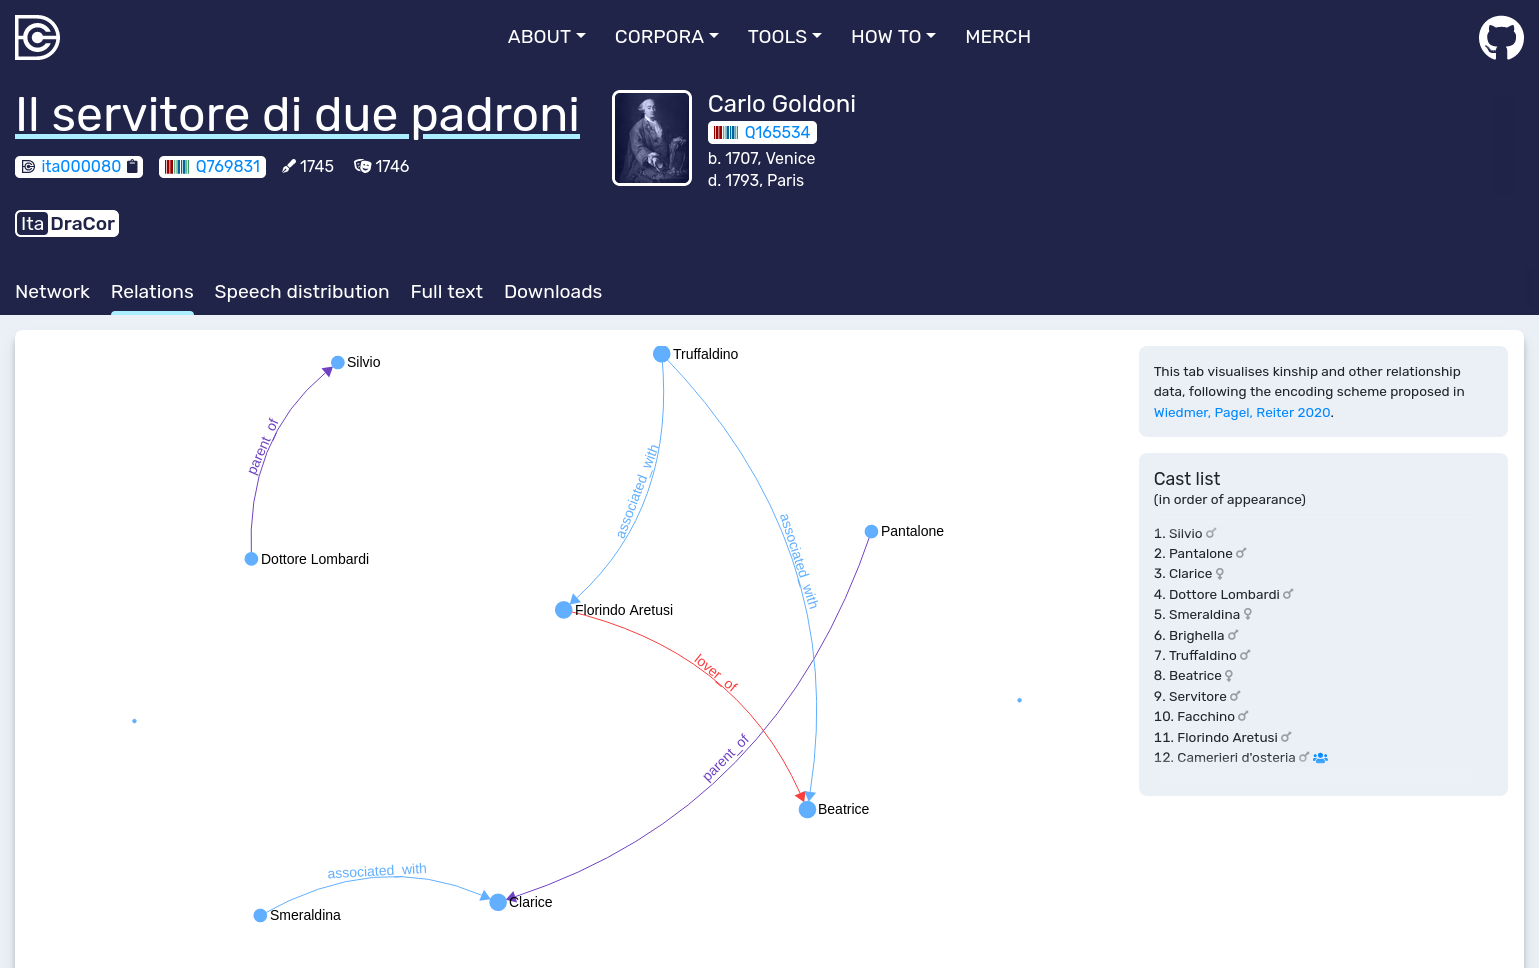 ABOUT CORPORA TOOLS HOW TO MERCH
Il servitore di due padroni
ita000080 Q769831 1745 1746
Ita DraCor
Carlo Goldoni
Q165534
b. 1707, Venice
d. 1793, Paris
Network Relations Speech distribution Full text Downloads
Silvio
Truffaldino
parent_of
associated_with
associated_with
Pantalone
Dottore Lombardi
Florindo Aretusi
lover_of
parent_of
Beatrice
associated_with
Clarice
Smeraldina
This tab visualises kinship and other relationship
data, following the encoding scheme proposed in
Wiedmer, Pagel, Reiter 2020.
Cast list
(in order of appearance)
1. Silvio ♂
2. Pantalone ♂
3. Clarice ♀
4. Dottore Lombardi ♂
5. Smeraldina ♀
6. Brighella ♂
7. Truffaldino ♂
8. Beatrice ♀
9. Servitore ♂
10. Facchino ♂
11. Florindo Aretusi ♂
12. Camerieri d'osteria ♂